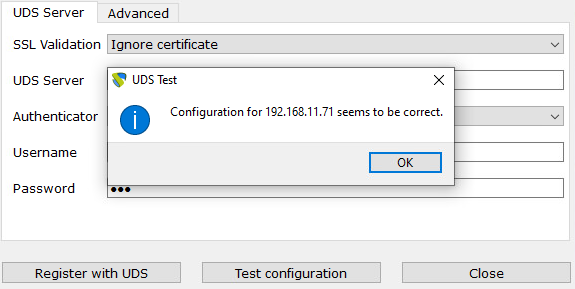 UDS Server
Advanced
SSL Validation
Ignore certificate
UDS Server
UDS Test
Configuration for 192.168.11.71 seems to be correct.
Authenticator
Username
OK
Password
Register with UDS
Test configuration
Close